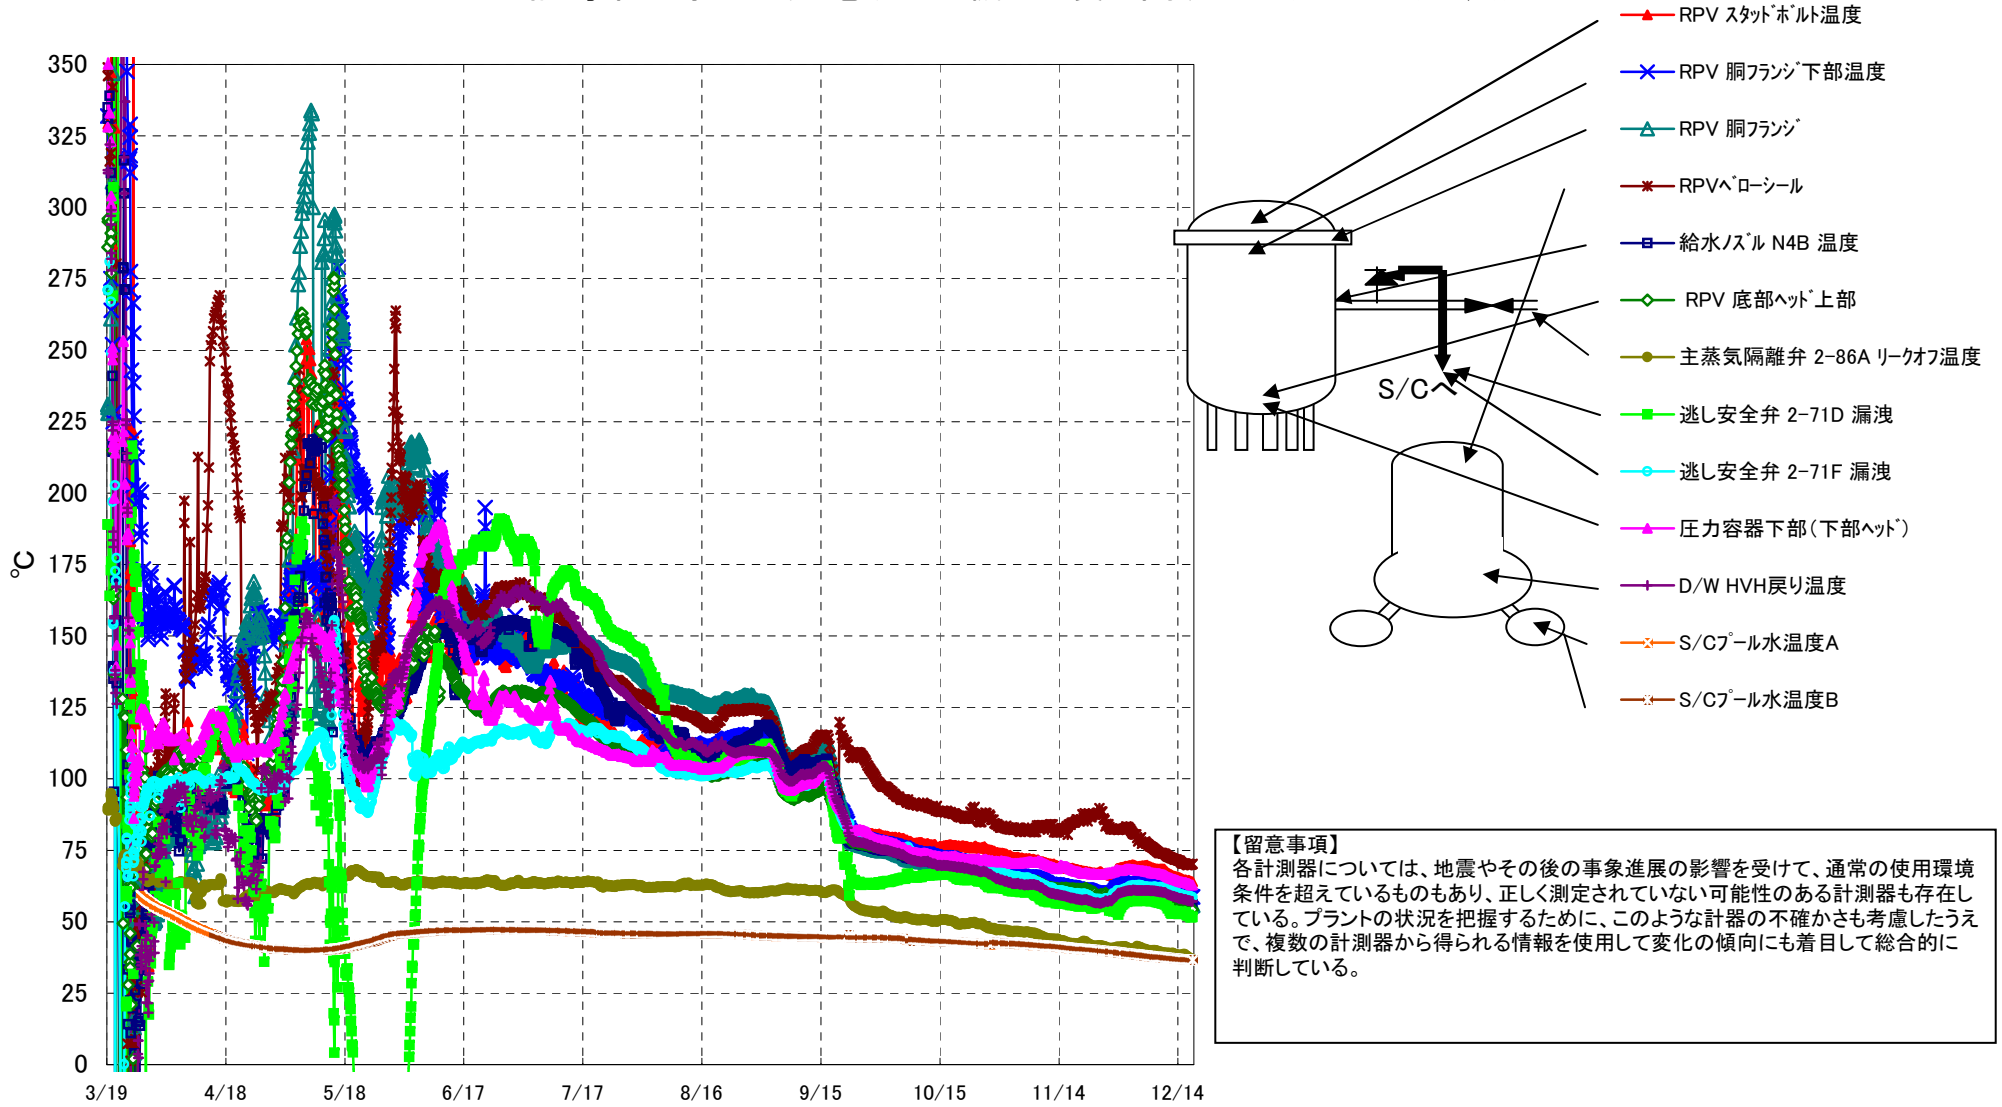 RPV スタッドボルト温度
RPV 胴フランジ下部温度
RPV 胴フランジ
RPVベローシール
給水ノズル N4B 温度
RPV 底部ヘッド上部
主蒸気隔離弁 2-86A リークオフ温度
逃し安全弁 2-71D 漏洩
逃し安全弁 2-71F 漏洩
圧力容器下部(下部ヘッド)
D/W HVH戻り温度
S/Cプール水温度A
S/Cプール水温度B
S/Cへ
℃
350
325
300
275
250
225
200
175
150
125
100
75
50
25
0
3/19 4/18 5/18 6/17 7/17 8/16 9/15 10/15 11/14 12/14
【留意事項】
各計測器については、地震やその後の事象進展の影響を受けて、通常の使用環境
条件を超えているものもあり、正しく測定されていない可能性のある計測器も存在し
ている。プラントの状況を把握するために、このような計器の不確かさも考慮したうえ
で、複数の計測器から得られる情報を使用して変化の傾向にも着目して総合的に
判断している。